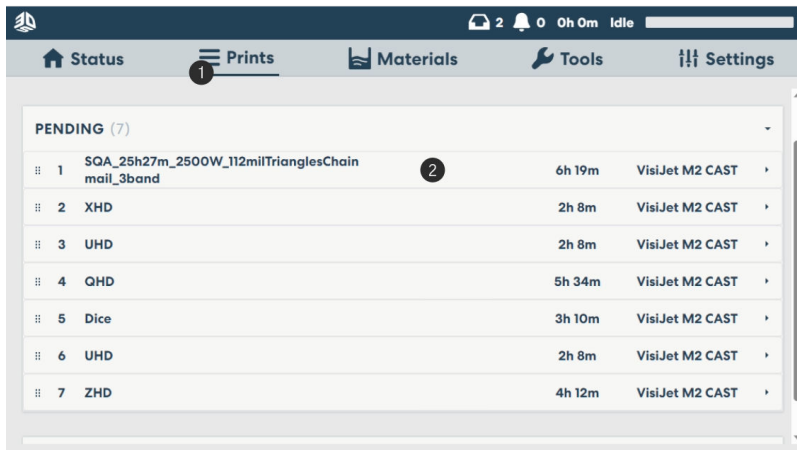 2 0 0h 0m Idle
Status Prints Materials Tools Settings
1
PENDING (7)
1 SQA_25h27m_2500W_112milTrianglesChain 2 6h 19m VisiJet M2 CAST
mail_3band
2 XHD 2h 8m VisiJet M2 CAST
3 UHD 2h 8m VisiJet M2 CAST
4 QHD 5h 34m VisiJet M2 CAST
5 Dice 3h 10m VisiJet M2 CAST
6 UHD 2h 8m VisiJet M2 CAST
7 ZHD 4h 12m VisiJet M2 CAST